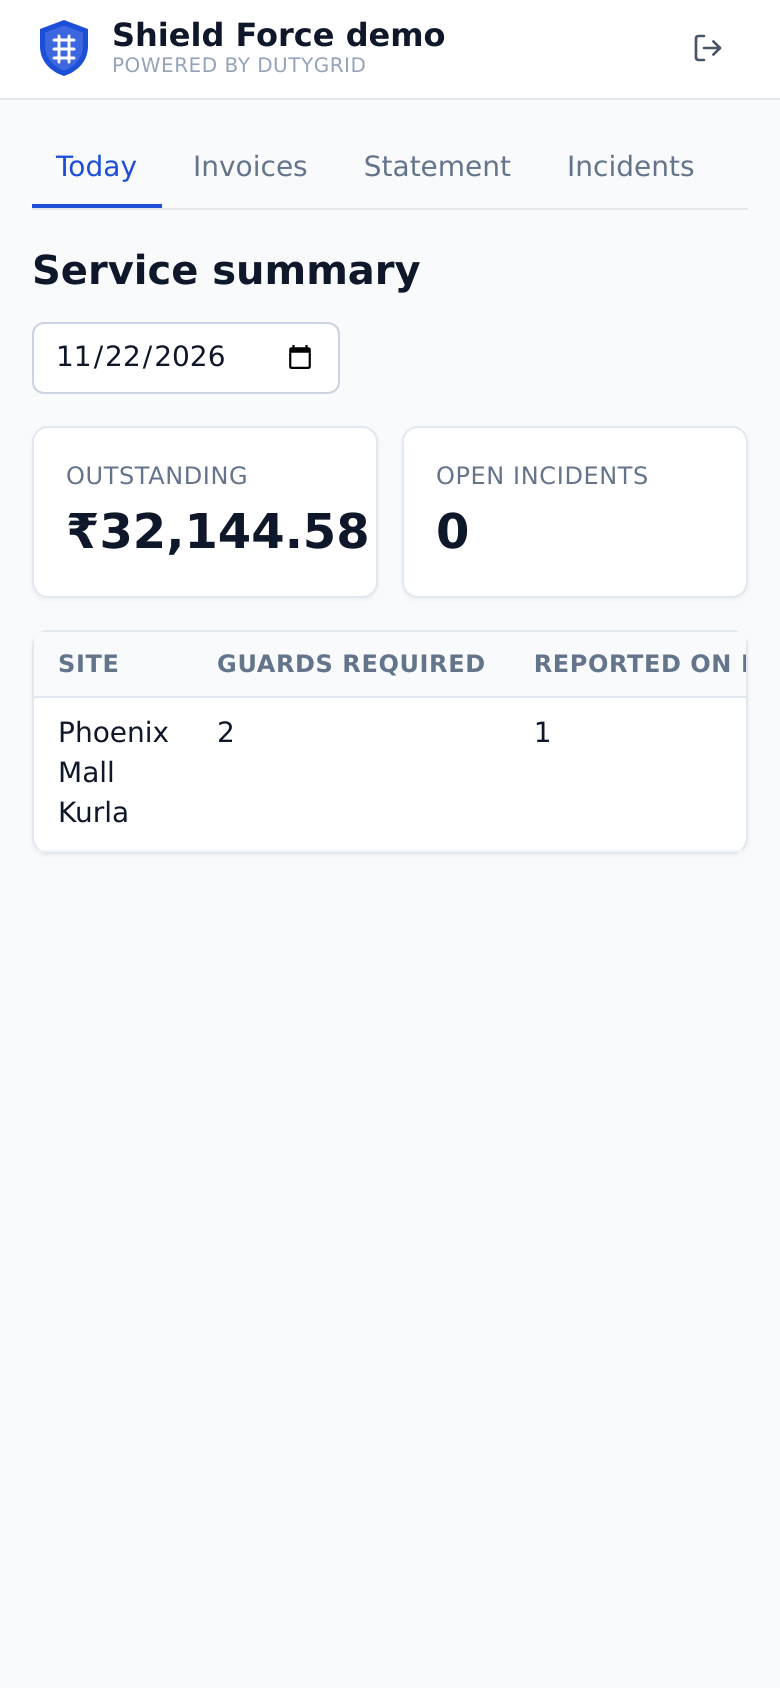 Shield Force demo
POWERED BY DUTYGRID
Today Invoices Statement Incidents
Service summary
11/22/2026
OUTSTANDING
₹32,144.58
OPEN INCIDENTS
0
SITE GUARDS REQUIRED REPORTED ON
Phoenix 2 1
Mall
Kurla